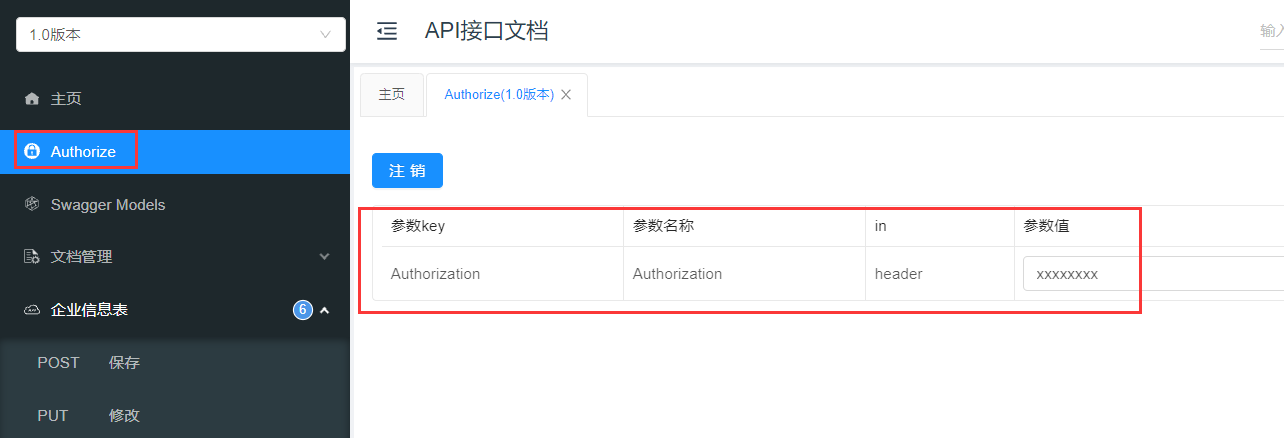 1.0版本
主页
Authorize
Swagger Models
文档管理
企业信息表 6
POST 保存
PUT 修改
API接口文档
输入
主页 Authorize(1.0版本)
注 销
参数key 参数名称 in 参数值
Authorization Authorization header xxxxxxxx